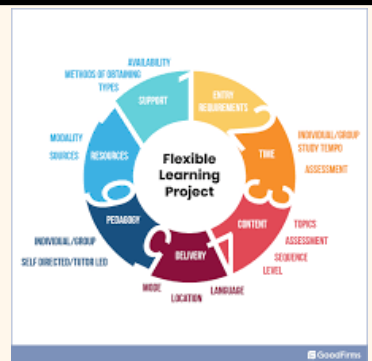 AVAILABILITY
METHODS OF OBTAINING
TYPES
SUPPORT
1
ENTRY
REQUIREMENTS
2
TIME
INDIVIDUAL/GROUP
STUDY TEMPO
ASSESSMENT
3
CONTENT
TOPICS
ASSESSMENT
SEQUENCE
LEVEL
4
DELIVERY
MODE
LOCATION
LANGUAGE
PEDAGOGY
INDIVIDUAL/GROUP
SELF DIRECTED/TUTOR LED
RESOURCES
MODALITY
SOURCES
Flexible
Learning
Project
GoodFirms